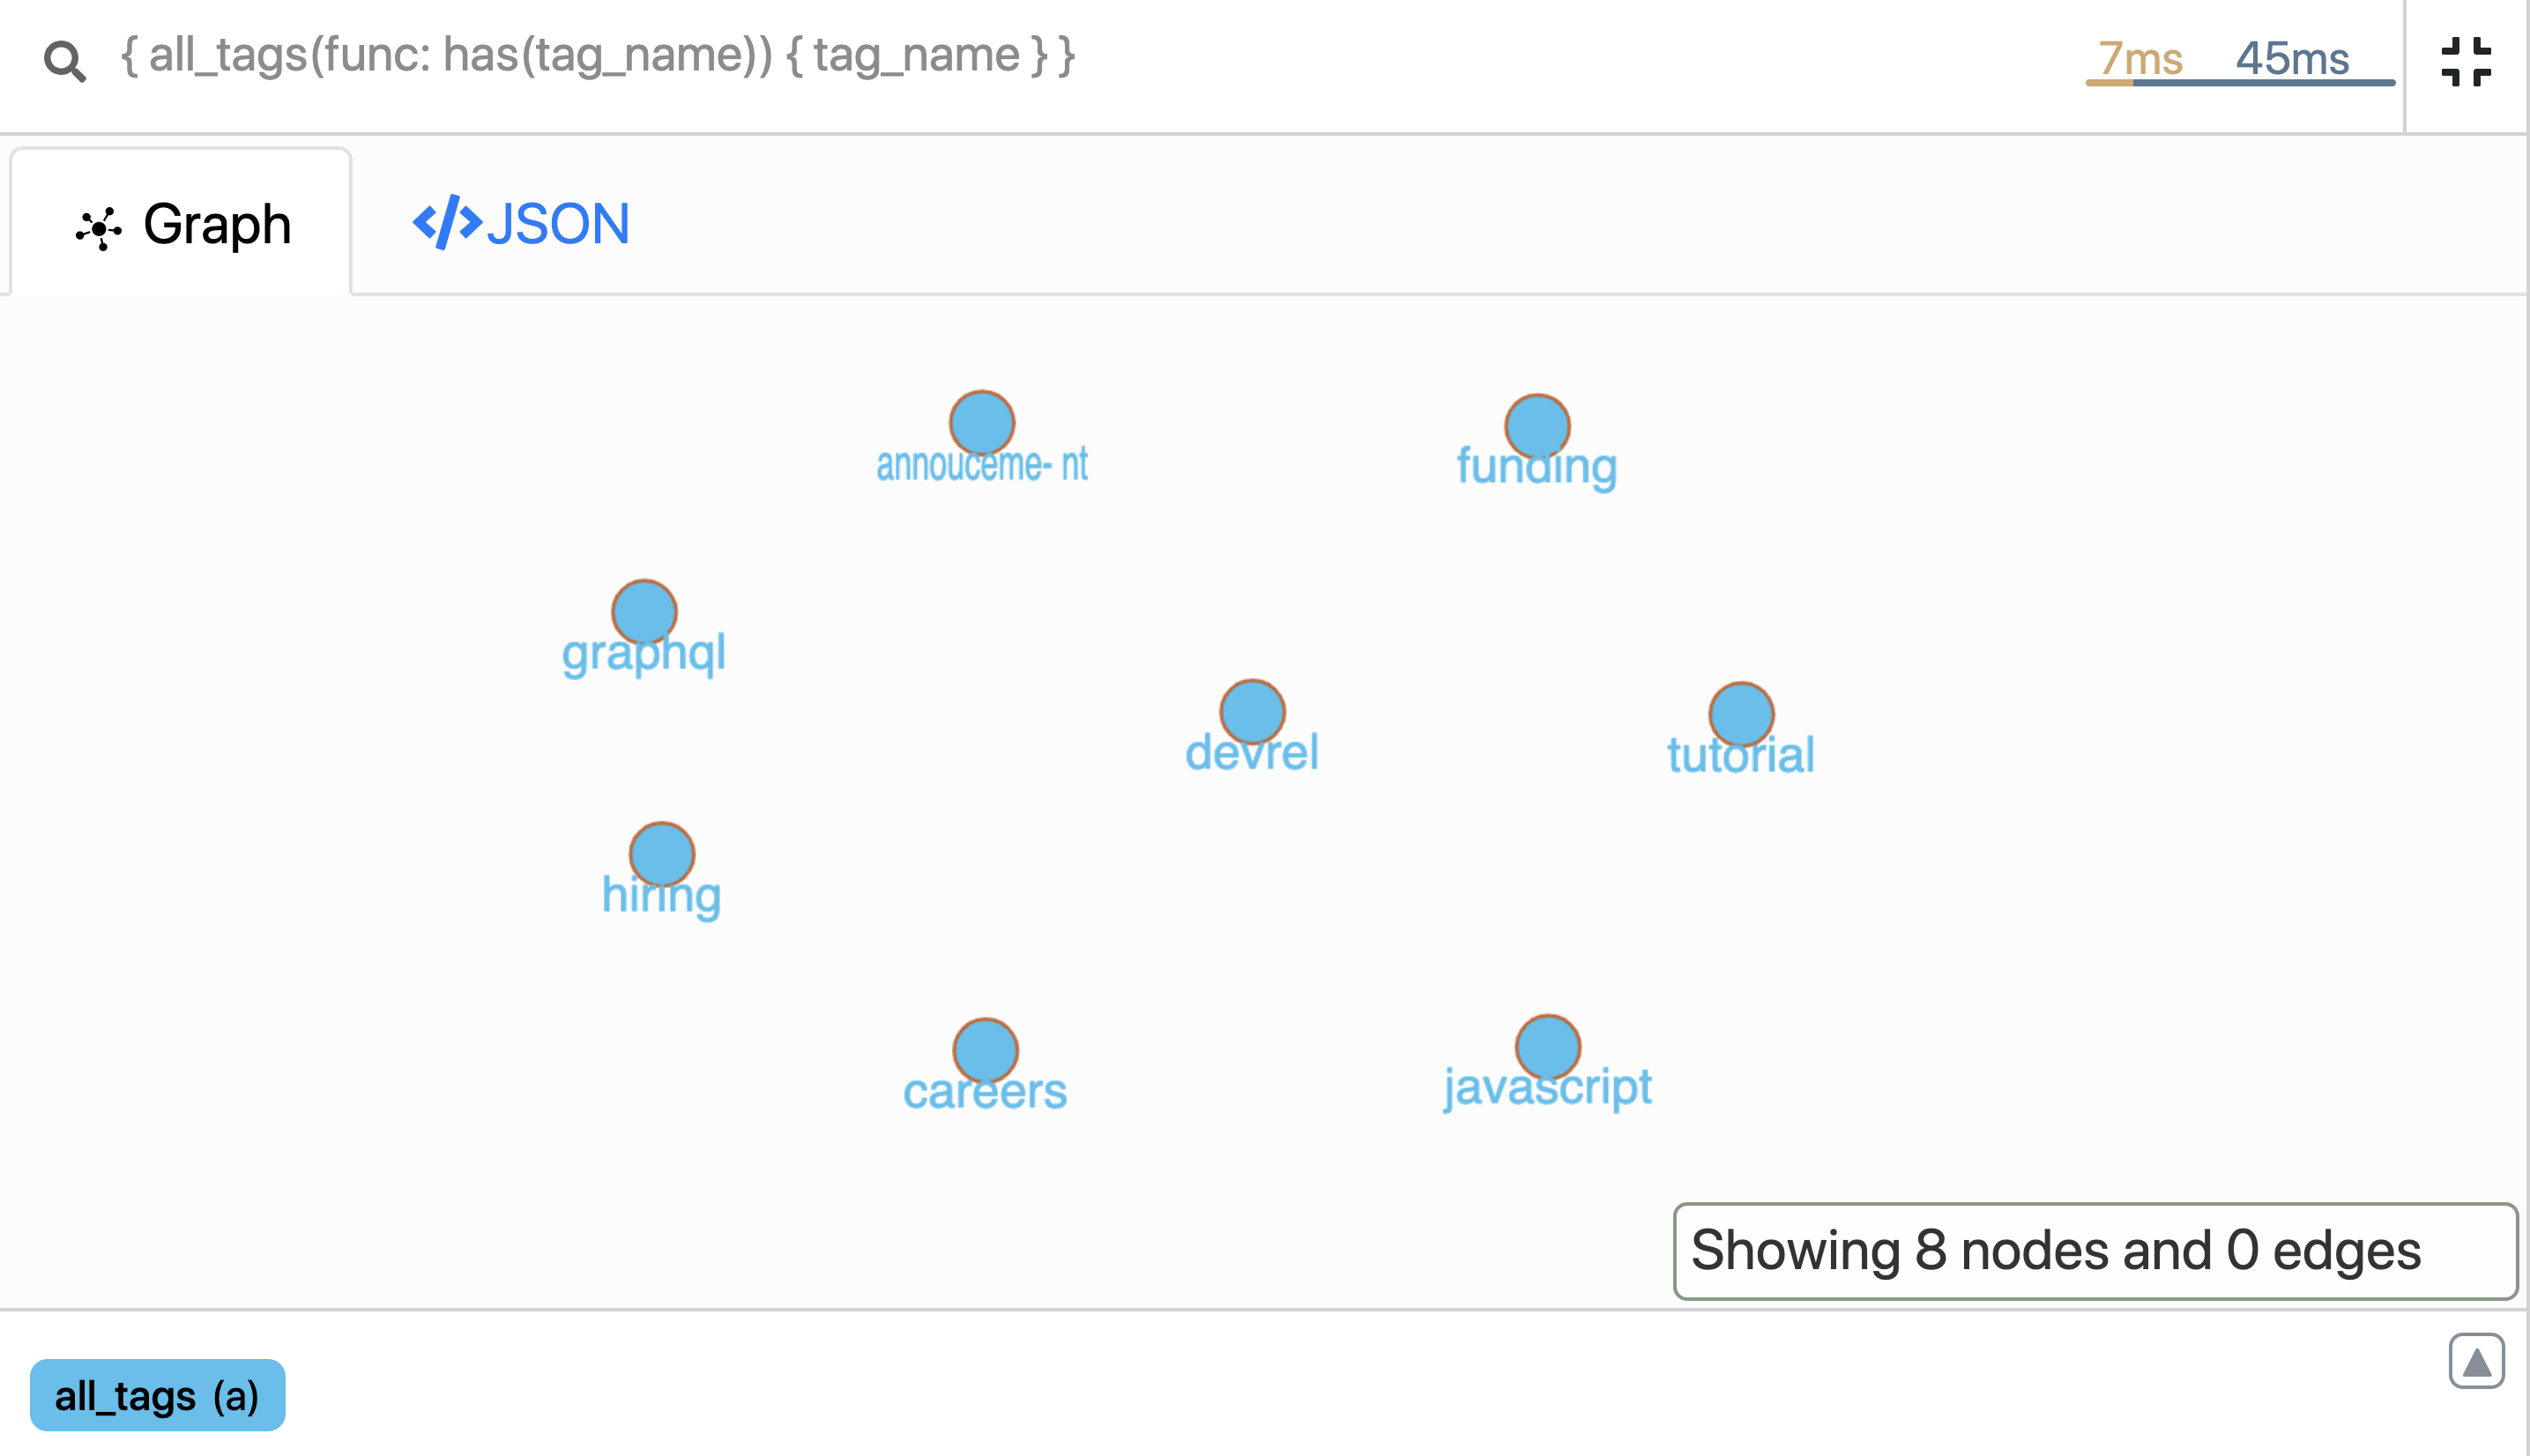 { all_tags(func: has(tag_name)) { tag_name } }
7ms 45ms
Graph
</>JSON
annouceme- nt
funding
graphql
devrel
tutorial
hiring
careers
javascript
Showing 8 nodes and 0 edges
all_tags (a)